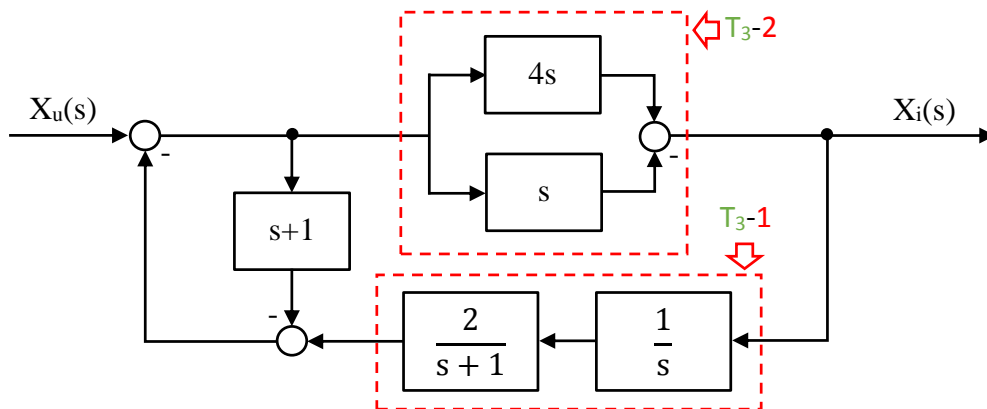 T₃-2
4s
Xᵤ(s)
Xᵢ(s)
-
-
s
T₃-1
s+1
-
2
s + 1
1
s